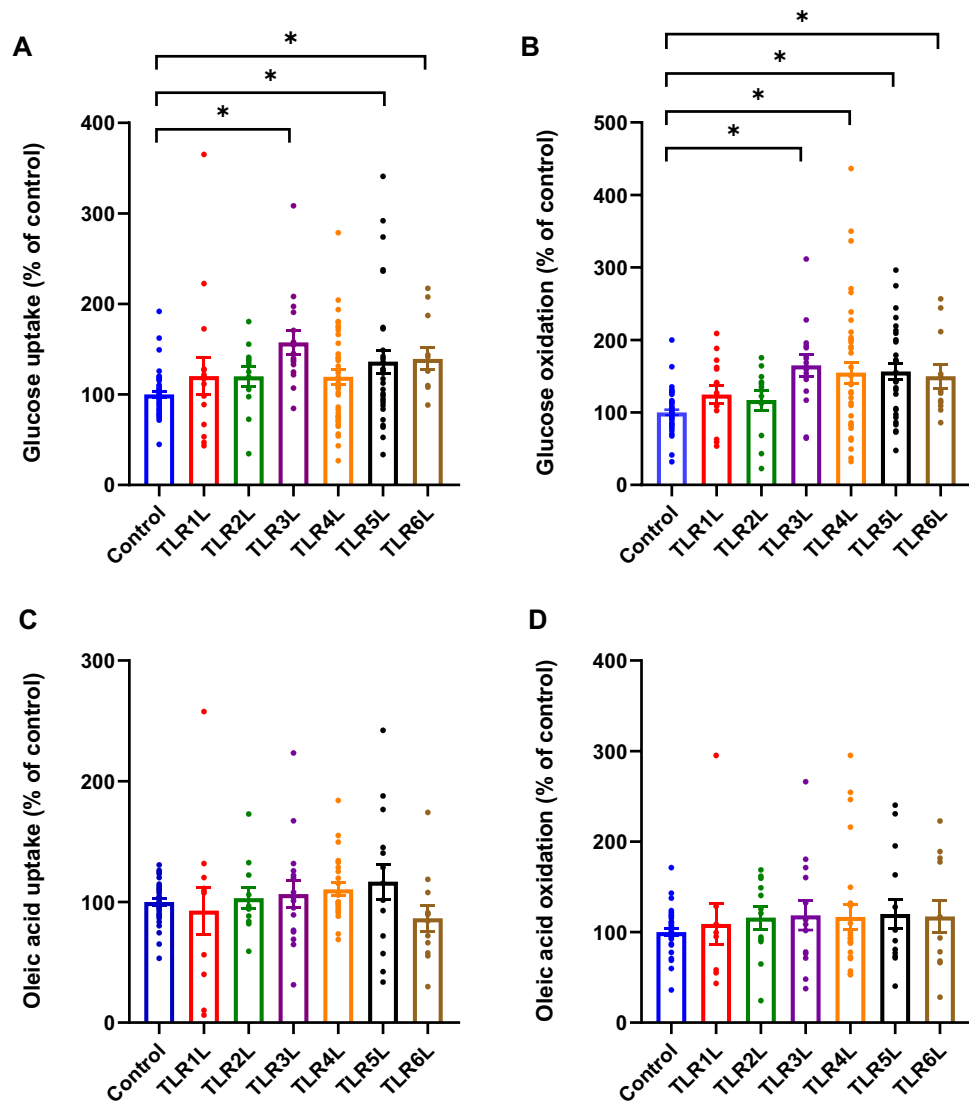 A
*
*
*
Glucose uptake (% of control)
400
300
200
100
0
Control
TLR1L
TLR2L
TLR3L
TLR4L
TLR5L
TLR6L
B
*
*
*
*
Glucose oxidation (% of control)
500
400
300
200
100
0
Control
TLR1L
TLR2L
TLR3L
TLR4L
TLR5L
TLR6L
C
Oleic acid uptake (% of control)
300
200
100
0
Control
TLR1L
TLR2L
TLR3L
TLR4L
TLR5L
TLR6L
D
Oleic acid oxidation (% of control)
400
300
200
100
0
Control
TLR1L
TLR2L
TLR3L
TLR4L
TLR5L
TLR6L